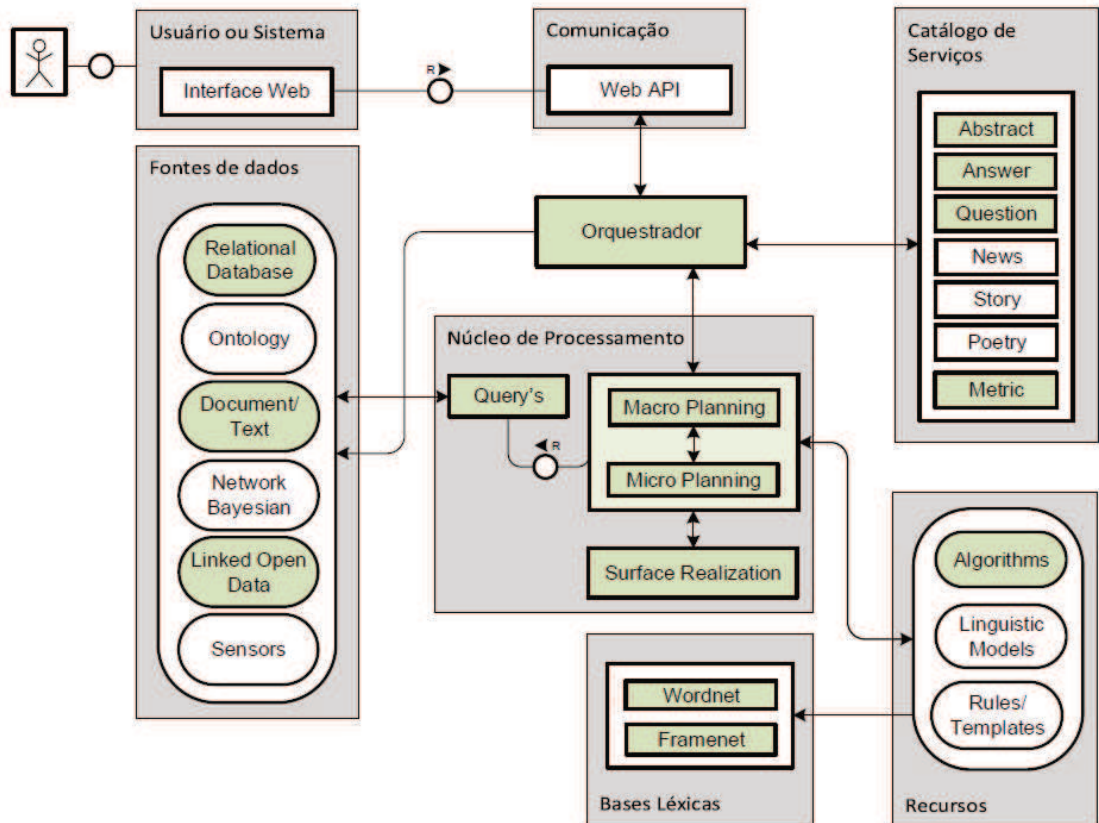 Usuário ou Sistema
Interface Web
R
Comunicação
Web API
Catálogo de
Serviços
Abstract
Answer
Question
News
Story
Poetry
Metric
Fontes de dados
Relational
Database
Ontology
Document/
Text
Network
Bayesian
Linked Open
Data
Sensors
Orquestrador
Núcleo de Processamento
Query's
R
Macro Planning
Micro Planning
Surface Realization
Algorithms
Linguistic
Models
Rules/
Templates
Recursos
Wordnet
Framenet
Bases Léxicas